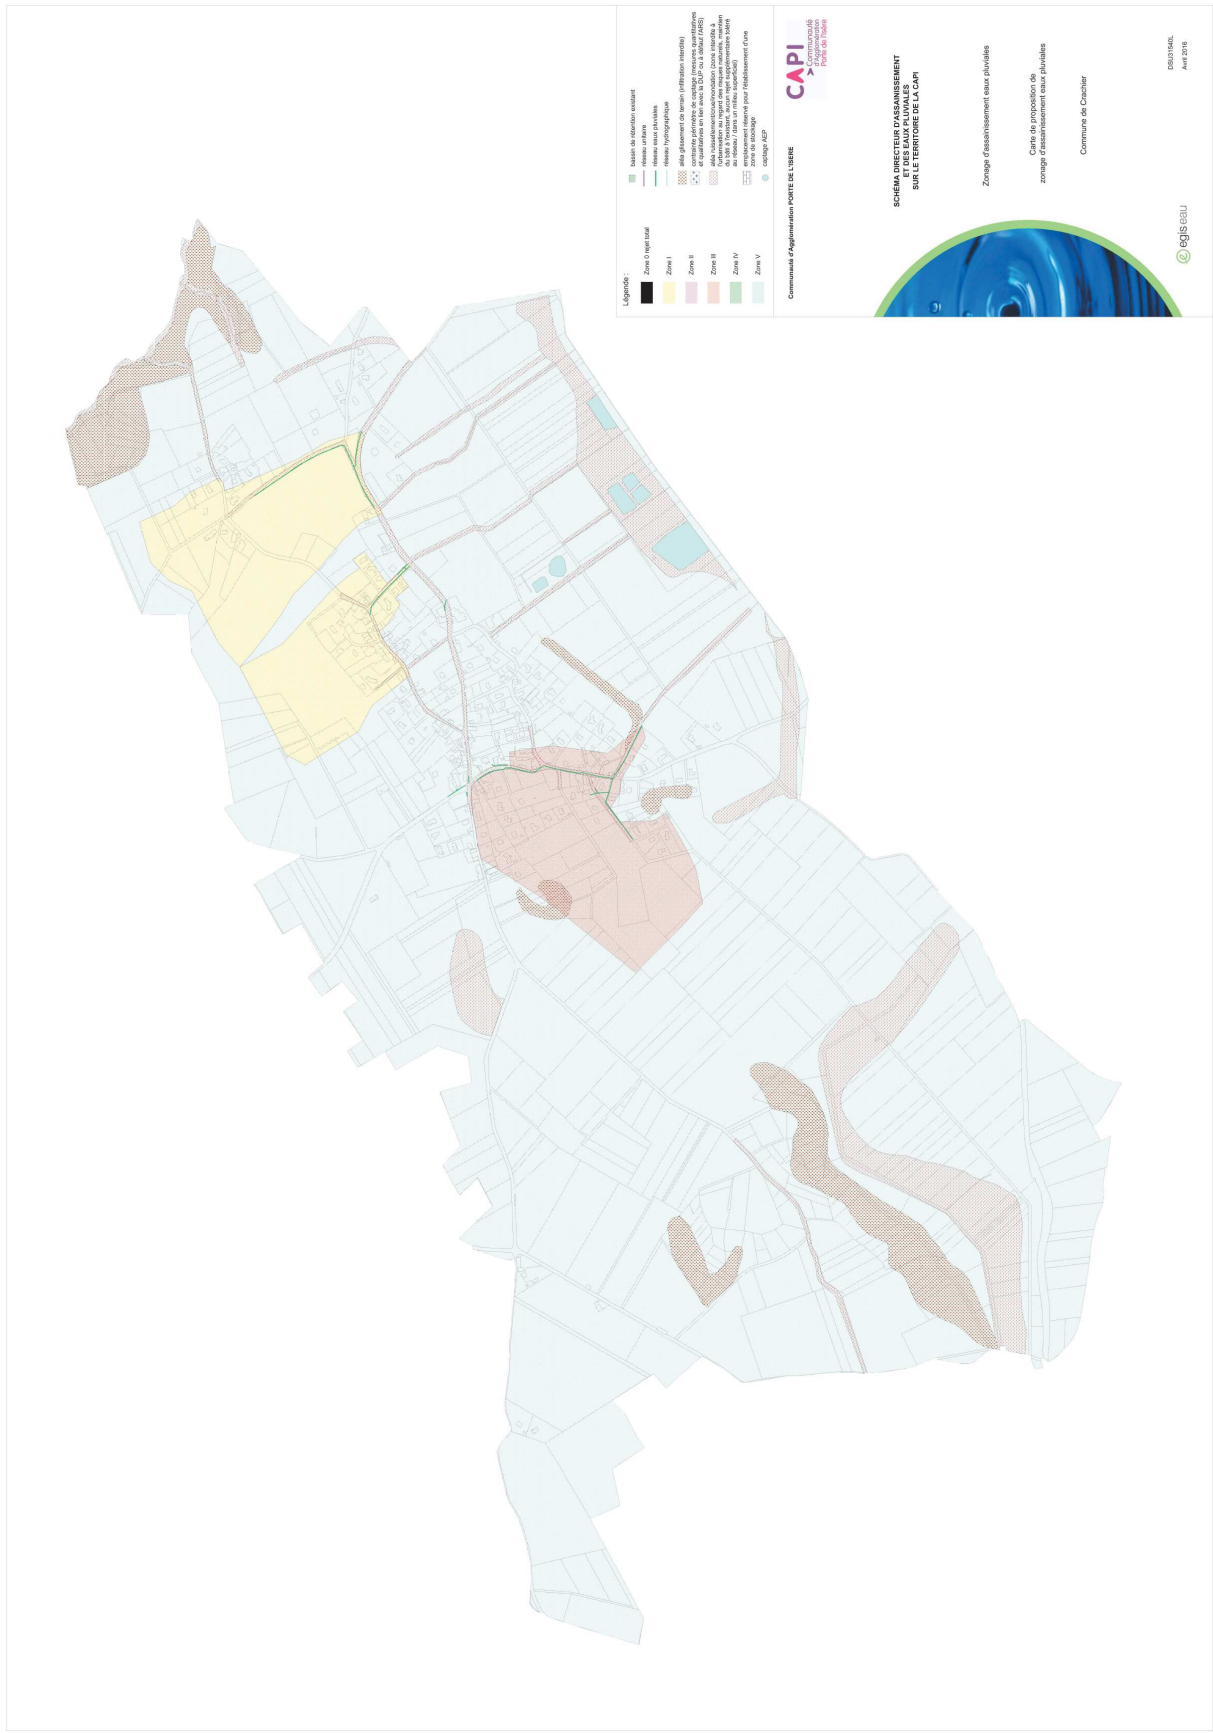 Légende :
Zone 0 rejet total
Zone I
Zone II
Zone III
Zone IV
Zone V
bassin de rétention existant
réseau unitaire
réseau eaux pluviales
réseau hydrographique
aléa glissement de terrain (infiltration interdite)
contrainte périmètre de captage (mesures quantitatives
et qualitatives en lien avec la DUP ou à défaut l'ARS)
aléa ruissellement/crue/inondation (zone interdite à
l'urbanisation au regard des risques naturels, maintien
du bâti à l'existant, aucun rejet supplémentaire toléré
au réseau / dans un milieu superficiel)
emplacement réservé pour l'établissement d'une
zone de stockage
captage AEP
Communauté d'Agglomération PORTE DE L'ISERE
CAPI
Communauté
d'Agglomération
Porte de l'Isère
SCHÉMA DIRECTEUR D'ASSAINISSEMENT
ET DES EAUX PLUVIALES
SUR LE TERRITOIRE DE LA CAPI
Zonage d'assainissement eaux pluviales
Carte de proposition de
zonage d'assainissement eaux pluviales
Commune de Crachier
egis eau
DBU31540L
Avril 2016